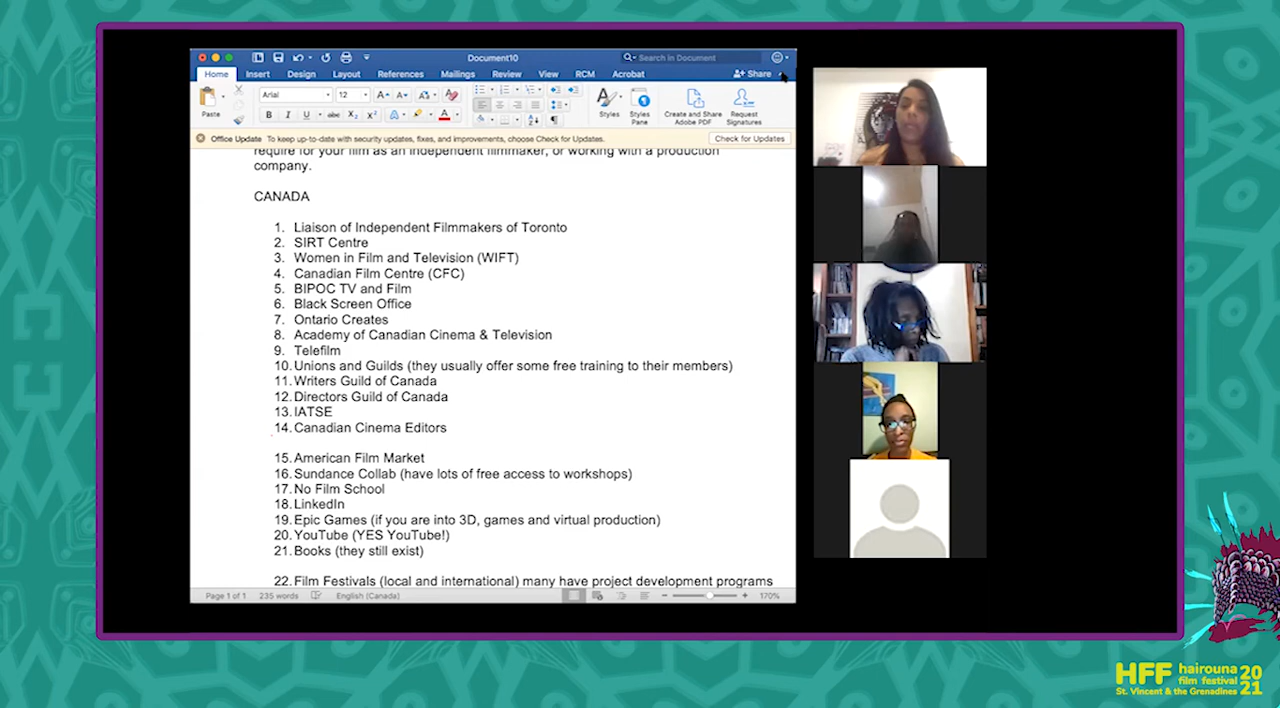 Document10
Search in Document
Home Insert Design Layout References Mailings Review View RCM Acrobat Share
Arial 12
Paste
B I U abc X₂ X² A A
Styles
Styles Pane
Create and Share Adobe PDF
Request Signatures
Office Update To keep up-to-date with security updates, fixes, and improvements, choose Check for Updates.
Check for Updates
require for your film as an independent filmmaker, or working with a production
company.
CANADA
1. Liaison of Independent Filmmakers of Toronto
2. SIRT Centre
3. Women in Film and Television (WIFT)
4. Canadian Film Centre (CFC)
5. BIPOC TV and Film
6. Black Screen Office
7. Ontario Creates
8. Academy of Canadian Cinema & Television
9. Telefilm
10. Unions and Guilds (they usually offer some free training to their members)
11. Writers Guild of Canada
12. Directors Guild of Canada
13. IATSE
14. Canadian Cinema Editors
15. American Film Market
16. Sundance Collab (have lots of free access to workshops)
17. No Film School
18. LinkedIn
19. Epic Games (if you are into 3D, games and virtual production)
20. YouTube (YES YouTube!)
21. Books (they still exist)
22. Film Festivals (local and international) many have project development programs
Page 1 of 1 235 words English (Canada) 170%
HFF hairouna film festival 2021
St. Vincent & the Grenadines